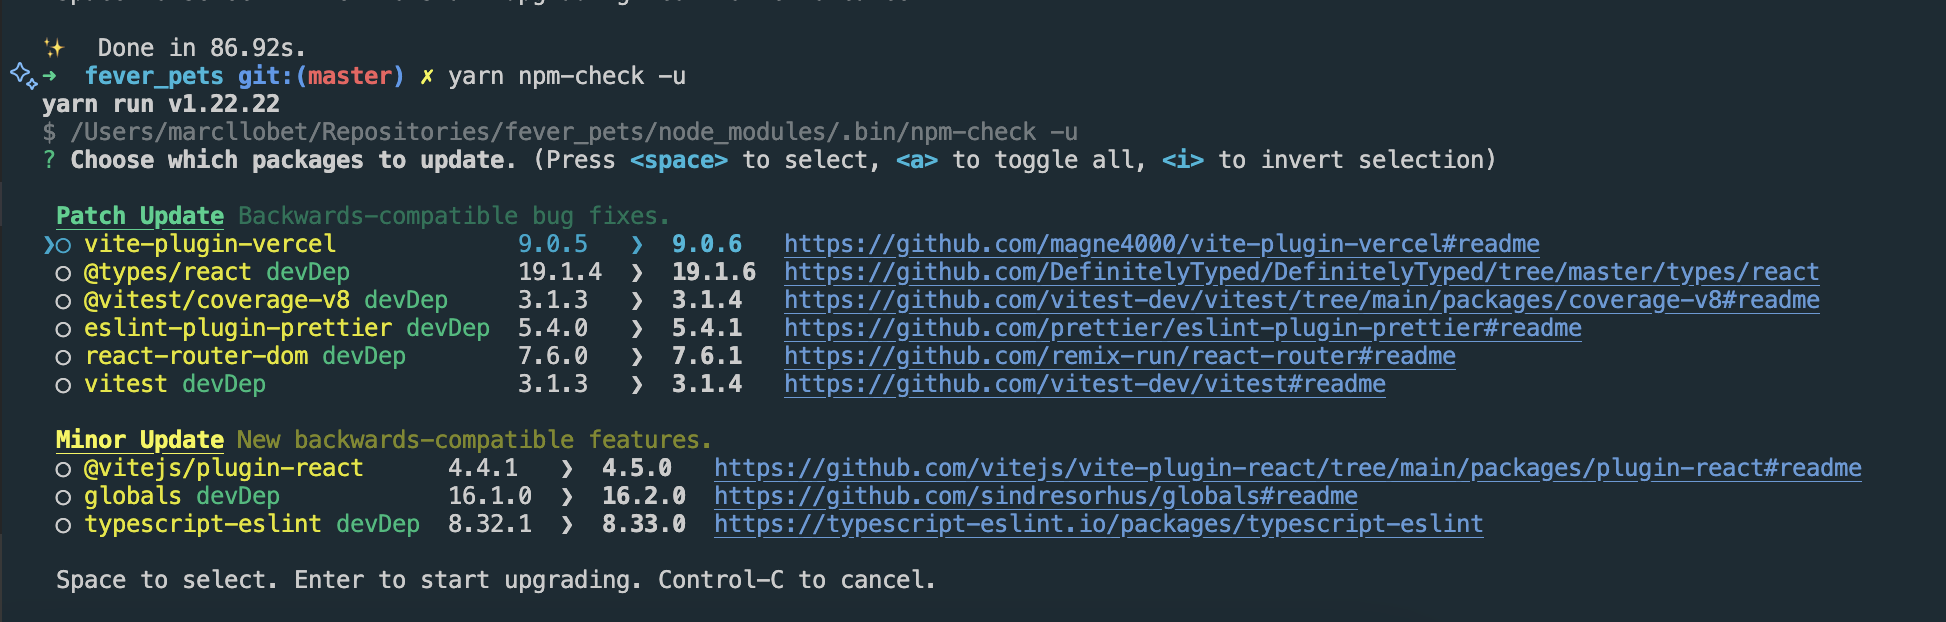 ✨  Done in 86.92s.
➜  fever_pets git:(master) ✗ yarn npm-check -u
yarn run v1.22.22
$ /Users/marcllobet/Repositories/fever_pets/node_modules/.bin/npm-check -u
? Choose which packages to update. (Press <space> to select, <a> to toggle all, <i> to invert selection)
Patch Update Backwards-compatible bug fixes.
❯◯ vite-plugin-vercel 9.0.5 ❯ 9.0.6 https://github.com/magne4000/vite-plugin-vercel#readme
◯ @types/react devDep 19.1.4 ❯ 19.1.6 https://github.com/DefinitelyTyped/DefinitelyTyped/tree/master/types/react
◯ @vitest/coverage-v8 devDep 3.1.3 ❯ 3.1.4 https://github.com/vitest-dev/vitest/tree/main/packages/coverage-v8#readme
◯ eslint-plugin-prettier devDep 5.4.0 ❯ 5.4.1 https://github.com/prettier/eslint-plugin-prettier#readme
◯ react-router-dom devDep 7.6.0 ❯ 7.6.1 https://github.com/remix-run/react-router#readme
◯ vitest devDep 3.1.3 ❯ 3.1.4 https://github.com/vitest-dev/vitest#readme
Minor Update New backwards-compatible features.
◯ @vitejs/plugin-react 4.4.1 ❯ 4.5.0 https://github.com/vitejs/vite-plugin-react/tree/main/packages/plugin-react#readme
◯ globals devDep 16.1.0 ❯ 16.2.0 https://github.com/sindresorhus/globals#readme
◯ typescript-eslint devDep 8.32.1 ❯ 8.33.0 https://typescript-eslint.io/packages/typescript-eslint
Space to select. Enter to start upgrading. Control-C to cancel.